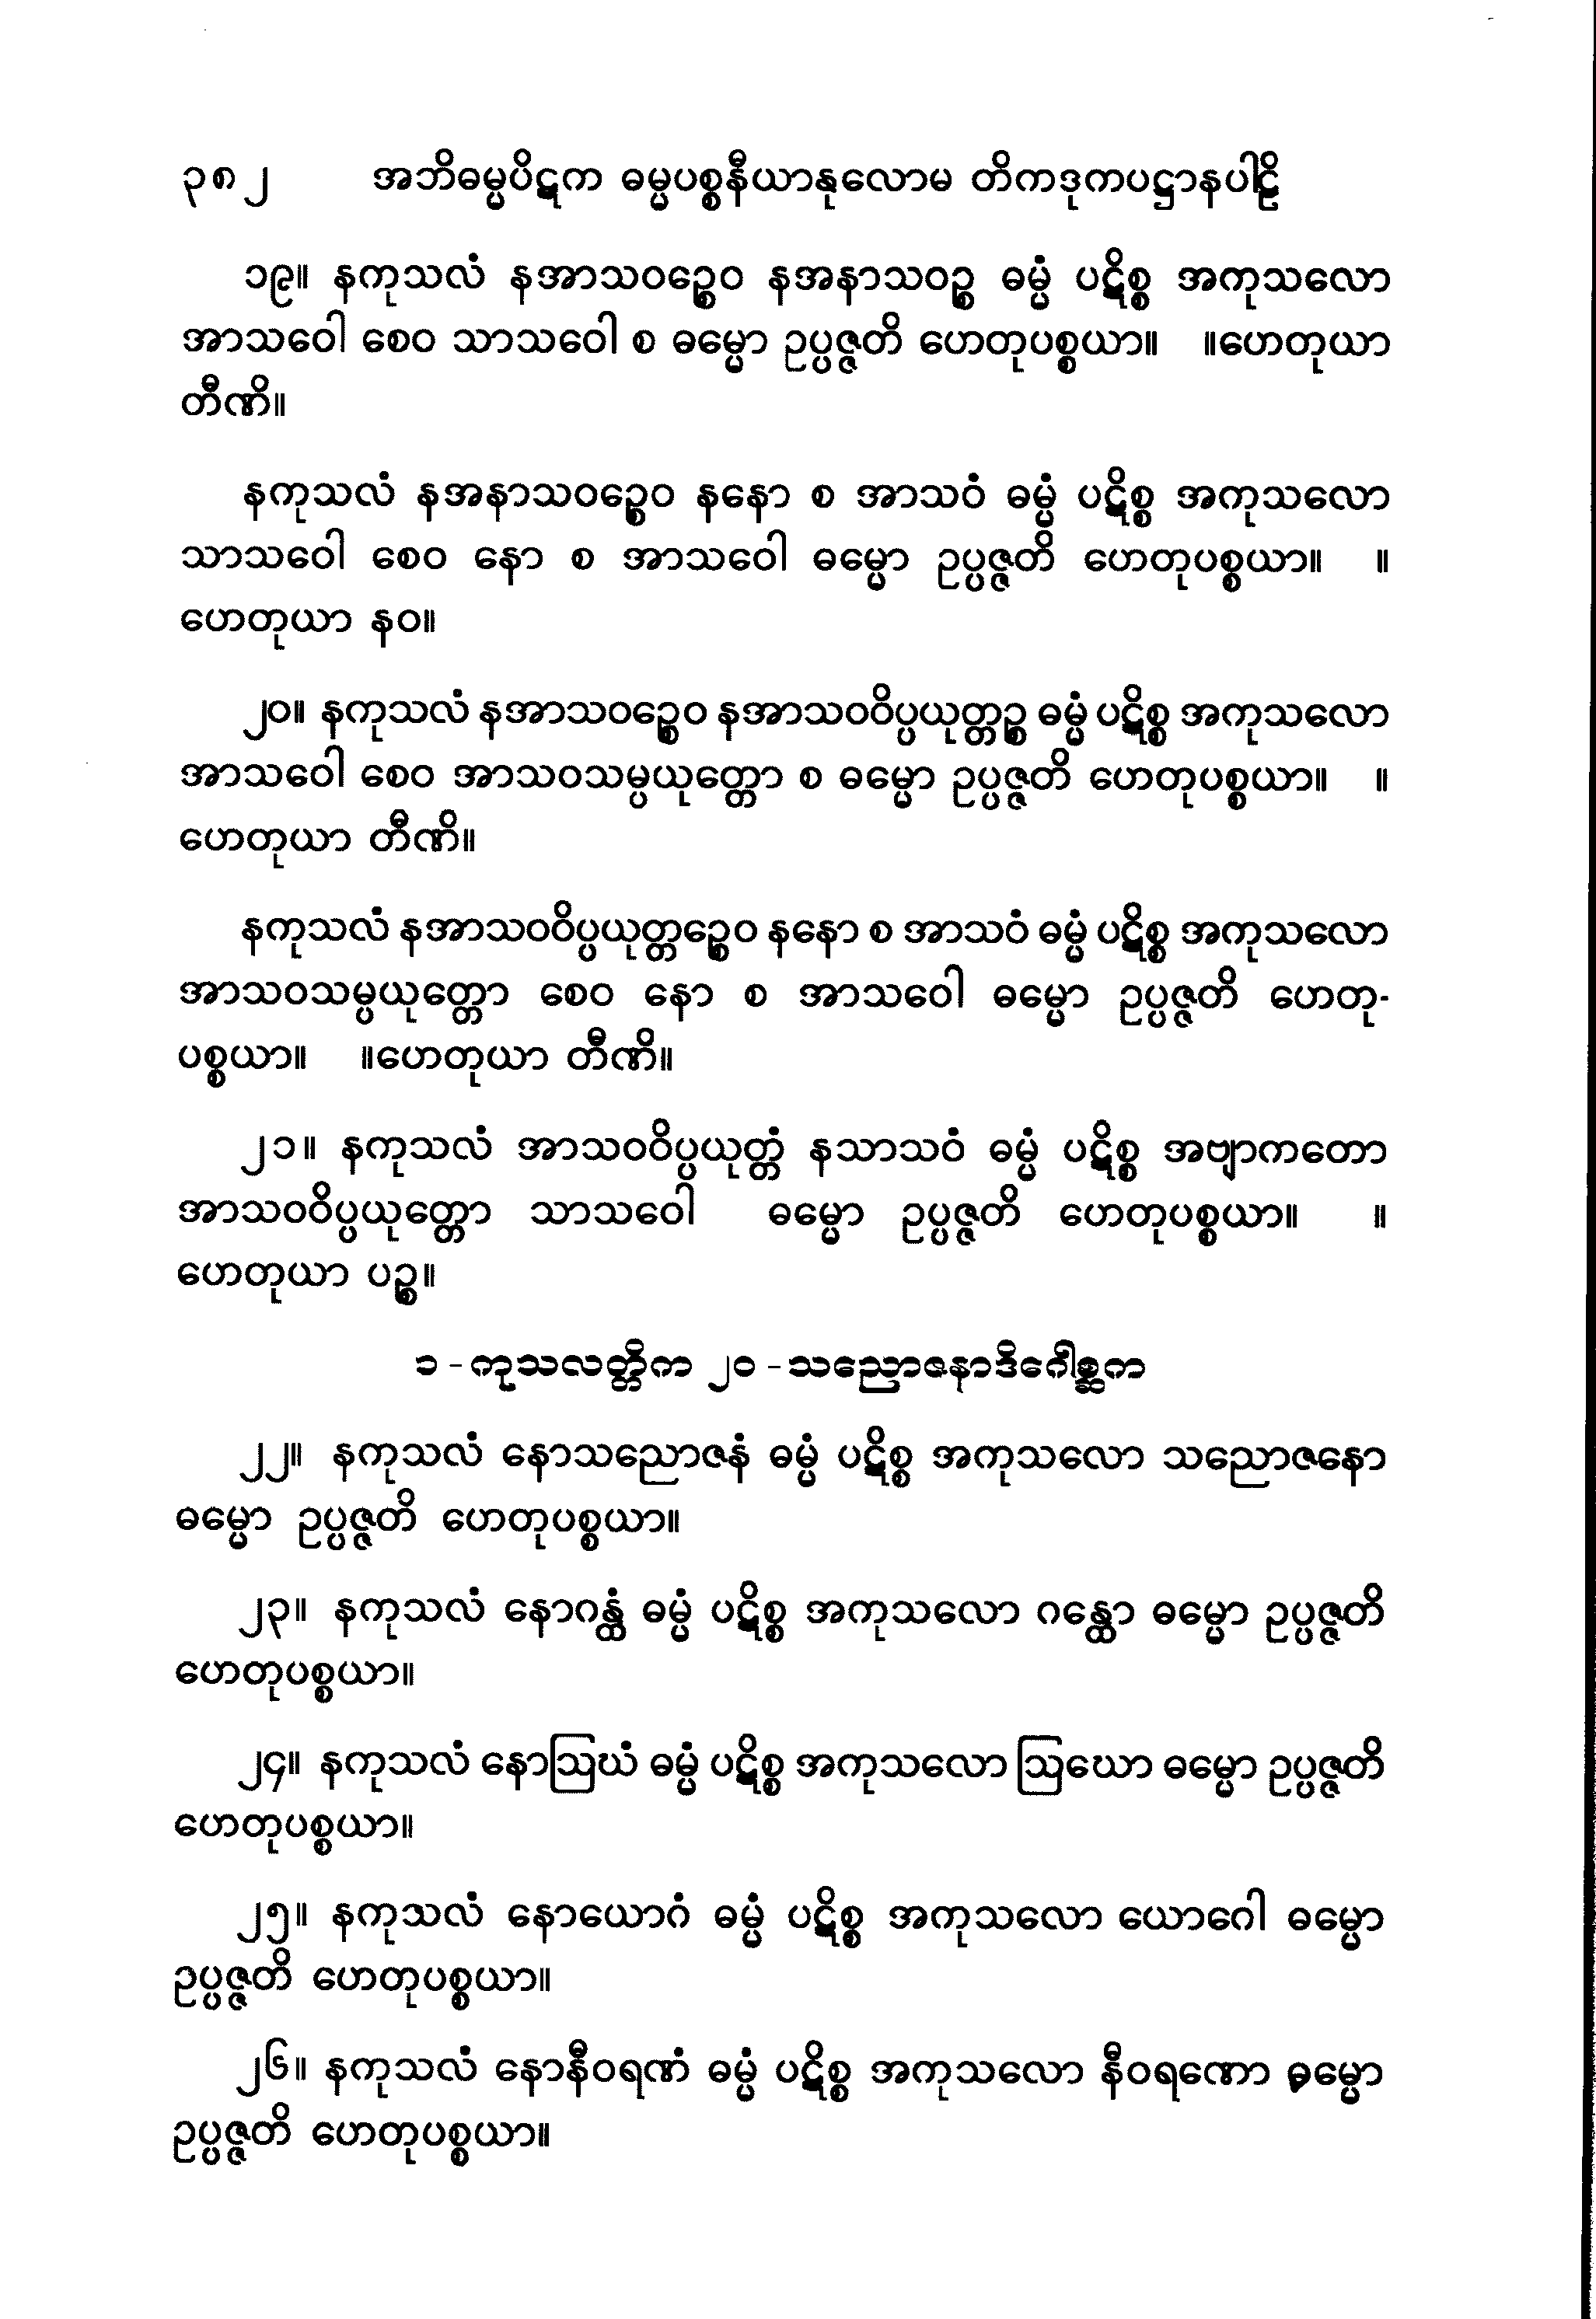 ၃၈၂ အဘိဓမ္မပိဋက ဓမ္မပစ္စနီယာနုလောမ တိကဒုကပဋ္ဌာနပါဠိ
၁၉။ နကုသလံ နအာသဝဉ္စေဝ နအနာသဝဉ္စ ဓမ္မံ ပဋိစ္စ အကုသလော
အာသဝေါ စေဝ သာသဝေါ စ ဓမ္မော ဥပ္ပဇ္ဇတိ ဟေတုပစ္စယာ။ ။ဟေတုယာ
တီဏိ။
နကုသလံ နအနာသဝဉ္စေဝ နနော စ အာသဝံ ဓမ္မံ ပဋိစ္စ အကုသလော
သာသဝေါ စေဝ နော စ အာသဝေါ ဓမ္မော ဥပ္ပဇ္ဇတိ ဟေတုပစ္စယာ။ ။
ဟေတုယာ နဝ။
၂၀။ နကုသလံ နအာသဝဉ္စေဝ နအာသဝဝိပ္ပယုတ္တဉ္စ ဓမ္မံ ပဋိစ္စ အကုသလော
အာသဝေါ စေဝ အာသဝသမ္ပယုတ္တော စ ဓမ္မော ဥပ္ပဇ္ဇတိ ဟေတုပစ္စယာ။ ။
ဟေတုယာ တီဏိ။
နကုသလံ နအာသဝဝိပ္ပယုတ္တဉ္စေဝ နနော စ အာသဝံ ဓမ္မံ ပဋိစ္စ အကုသလော
အာသဝသမ္ပယုတ္တော စေဝ နော စ အာသဝေါ ဓမ္မော ဥပ္ပဇ္ဇတိ ဟေတု-
ပစ္စယာ။ ။ဟေတုယာ တီဏိ။
၂၁။ နကုသလံ အာသဝဝိပ္ပယုတ္တံ နသာသဝံ ဓမ္မံ ပဋိစ္စ အဗျာကတော
အာသဝဝိပ္ပယုတ္တော သာသဝေါ ဓမ္မော ဥပ္ပဇ္ဇတိ ဟေတုပစ္စယာ။ ။
ဟေတုယာ ပဉ္စ။
၁ - ကုသလတ္တိက ၂၀ - သညောဇနာဒိဂေါစ္ဆက
၂၂။ နကုသလံ နောသညောဇနံ ဓမ္မံ ပဋိစ္စ အကုသလော သညောဇနော
ဓမ္မော ဥပ္ပဇ္ဇတိ ဟေတုပစ္စယာ။
၂၃။ နကုသလံ နောဂန္ထံ ဓမ္မံ ပဋိစ္စ အကုသလော ဂန္ထော ဓမ္မော ဥပ္ပဇ္ဇတိ
ဟေတုပစ္စယာ။
၂၄။ နကုသလံ နောဩဃံ ဓမ္မံ ပဋိစ္စ အကုသလော ဩဃော ဓမ္မော ဥပ္ပဇ္ဇတိ
ဟေတုပစ္စယာ။
၂၅။ နကုသလံ နောယောဂံ ဓမ္မံ ပဋိစ္စ အကုသလော ယောဂေါ ဓမ္မော
ဥပ္ပဇ္ဇတိ ဟေတုပစ္စယာ။
၂၆။ နကုသလံ နောနီဝရဏံ ဓမ္မံ ပဋိစ္စ အကုသလော နီဝရဏော ဓမ္မော
ဥပ္ပဇ္ဇတိ ဟေတုပစ္စယာ။